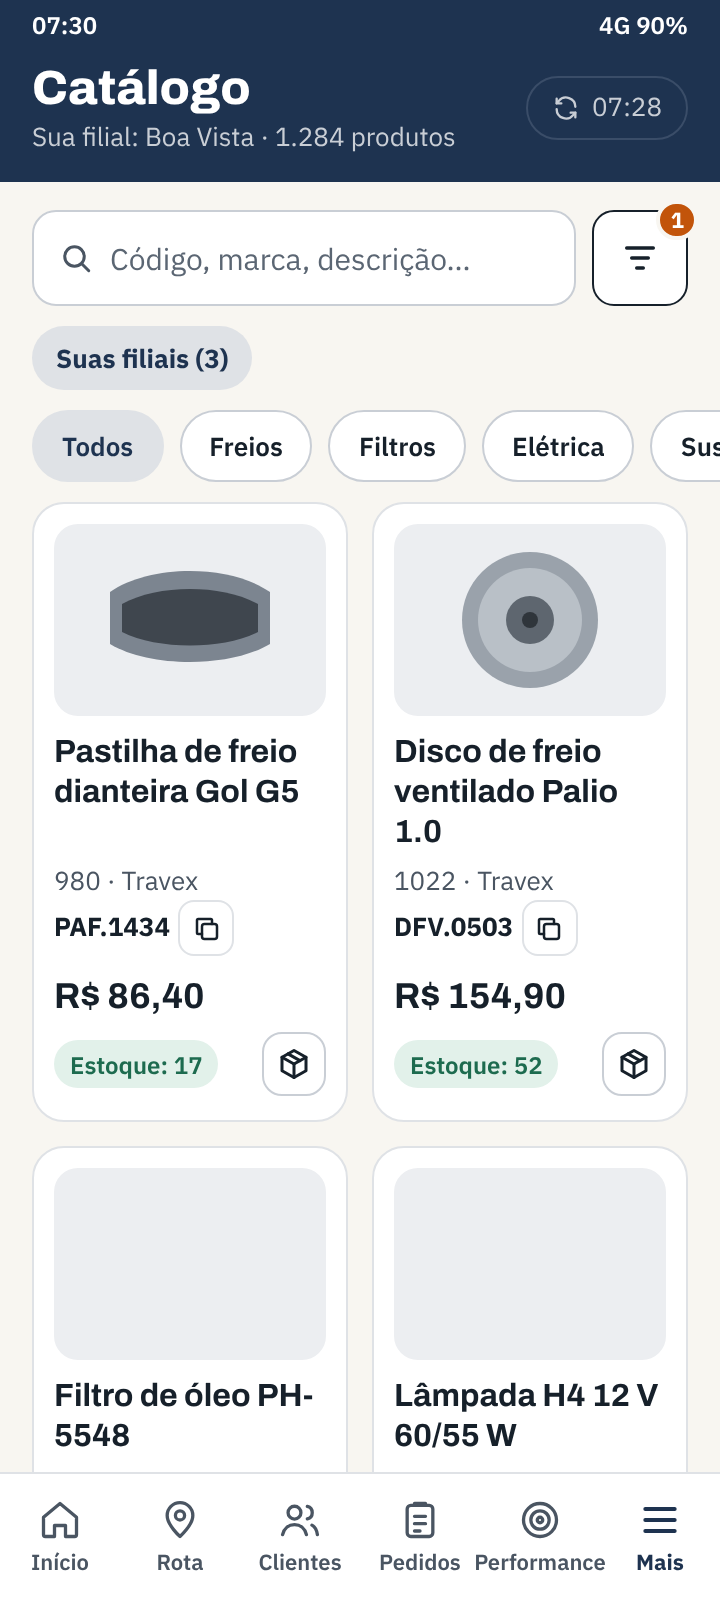 07:30
4G 90%
Catálogo
Sua filial: Boa Vista · 1.284 produtos
07:28
Código, marca, descrição...
1
Suas filiais (3)
Todos
Freios
Filtros
Elétrica
Sus
Pastilha de freio
dianteira Gol G5
980 · Travex
PAF.1434
R$ 86,40
Estoque: 17
Disco de freio
ventilado Palio
1.0
1022 · Travex
DFV.0503
R$ 154,90
Estoque: 52
Filtro de óleo PH-
5548
Lâmpada H4 12 V
60/55 W
Início
Rota
Clientes
Pedidos
Performance
Mais